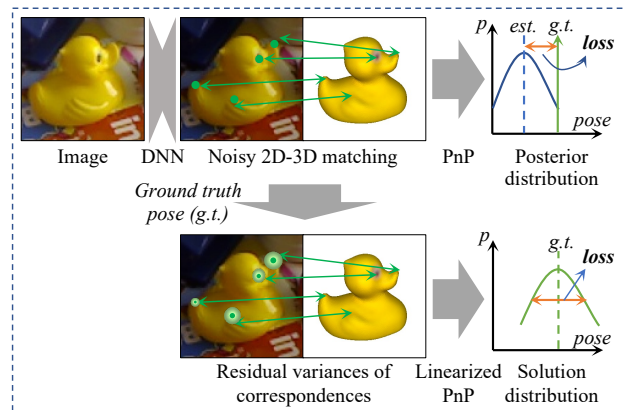 p est. g.t.
loss
pose
Image DNN Noisy 2D-3D matching PnP Posterior
distribution
Ground truth
pose (g.t.)
p g.t.
loss
pose
Residual variances of
correspondences
Linearized
PnP
Solution
distribution